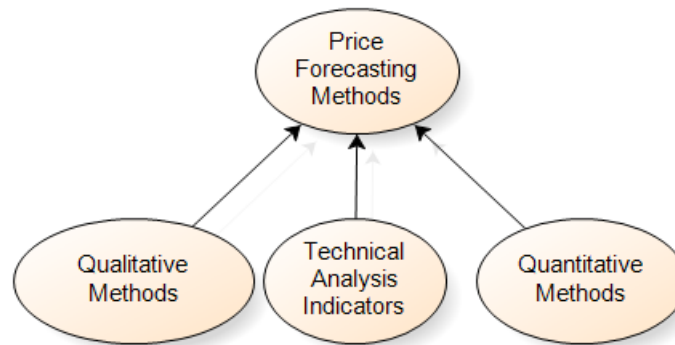 Price
Forecasting
Methods
Qualitative
Methods
Technical
Analysis
Indicators
Quantitative
Methods